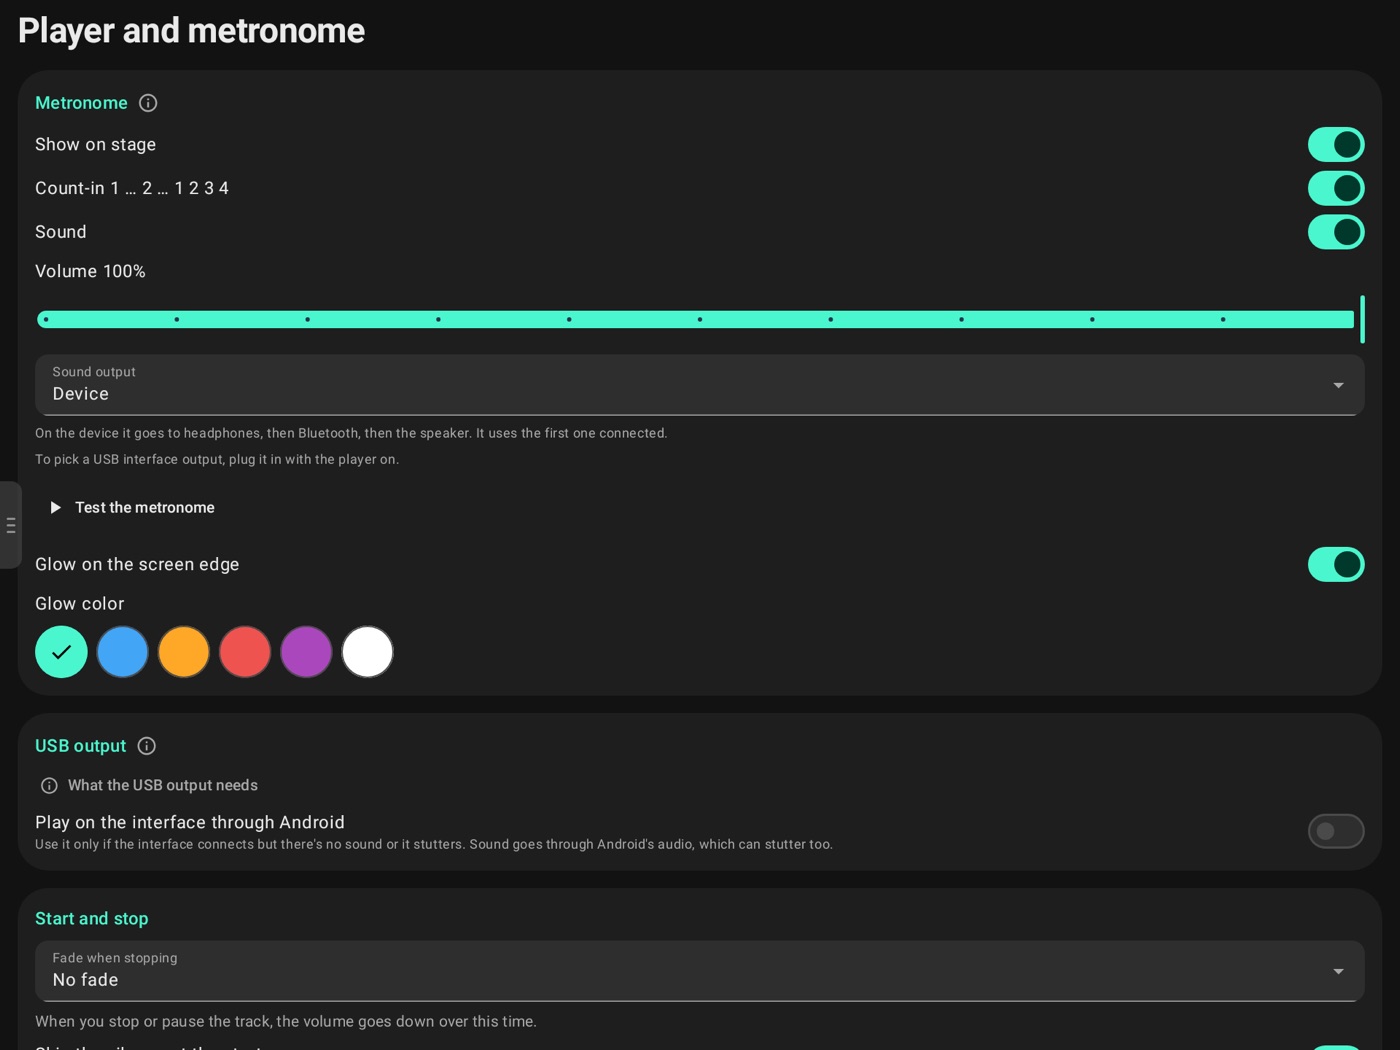 Player and metronome
Metronome
Show on stage
Count-in 1 ... 2 ... 1 2 3 4
Sound
Volume 100%
Sound output
Device
On the device it goes to headphones, then Bluetooth, then the speaker. It uses the first one connected.
To pick a USB interface output, plug it in with the player on.
Test the metronome
Glow on the screen edge
Glow color
USB output
What the USB output needs
Play on the interface through Android
Use it only if the interface connects but there's no sound or it stutters. Sound goes through Android's audio, which can stutter too.
Start and stop
Fade when stopping
No fade
When you stop or pause the track, the volume goes down over this time.